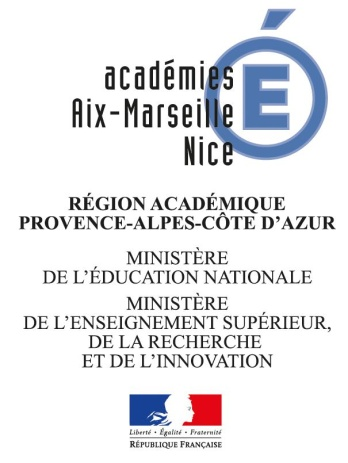 académies
Aix-Marseille
Nice
É
RÉGION ACADÉMIQUE
PROVENCE-ALPES-CÔTE D'AZUR
MINISTÈRE
DE L'ÉDUCATION NATIONALE
MINISTÈRE
DE L'ENSEIGNEMENT SUPÉRIEUR,
DE LA RECHERCHE
ET DE L'INNOVATION
Liberté • Égalité • Fraternité
RÉPUBLIQUE FRANÇAISE